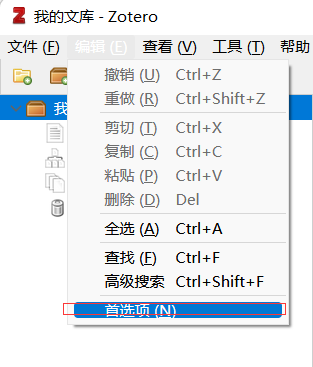 我的文库 - Zotero
文件 (F) 编辑 (E) 查看 (V) 工具 (T) 帮助
撤销 (U) Ctrl+Z
重做 (R) Ctrl+Shift+Z
我
剪切 (T) Ctrl+X
复制 (C) Ctrl+C
粘贴 (P) Ctrl+V
删除 (D) Del
全选 (A) Ctrl+A
查找 (F) Ctrl+F
高级搜索 Ctrl+Shift+F
首选项 (N)